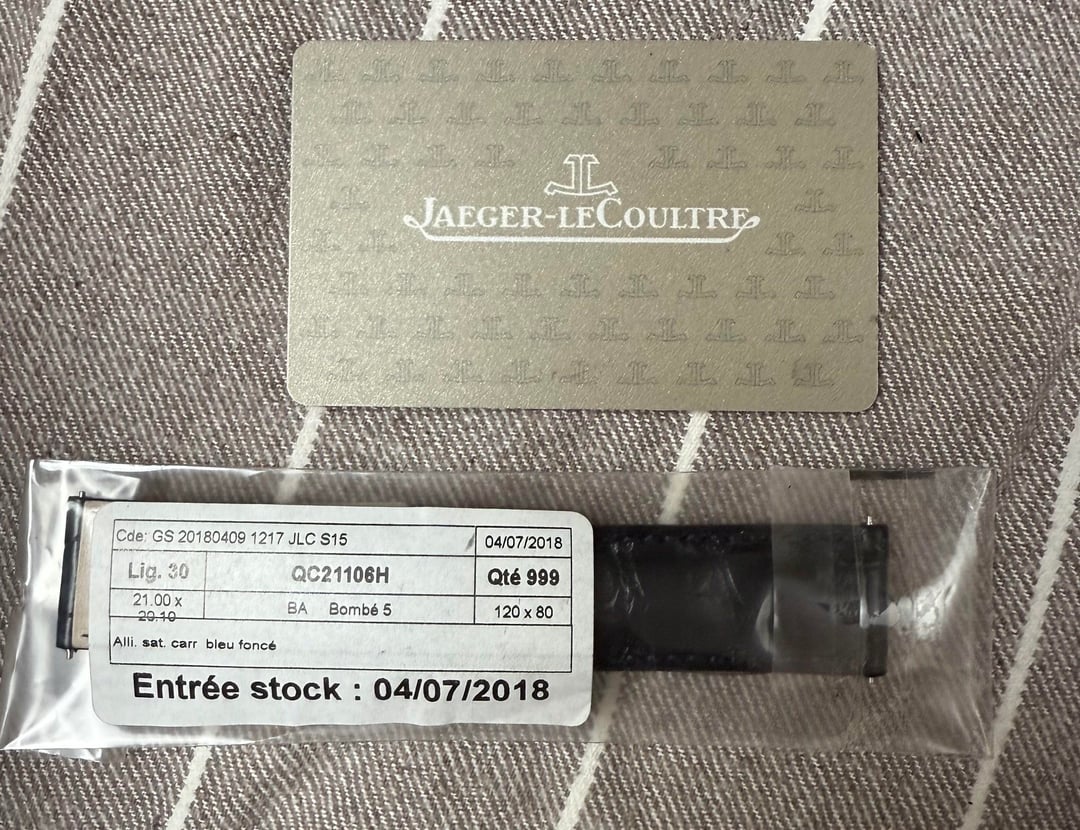 JAEGER-LECOULTRE
Cde: GS 20180409 1217 JLC S15
04/07/2018
Lig. 30
QC21106H
Qté 999
21.00 x
20.10
BA Bombé 5
120 x 80
Alli. sat. carr bleu foncé
Entrée stock : 04/07/2018